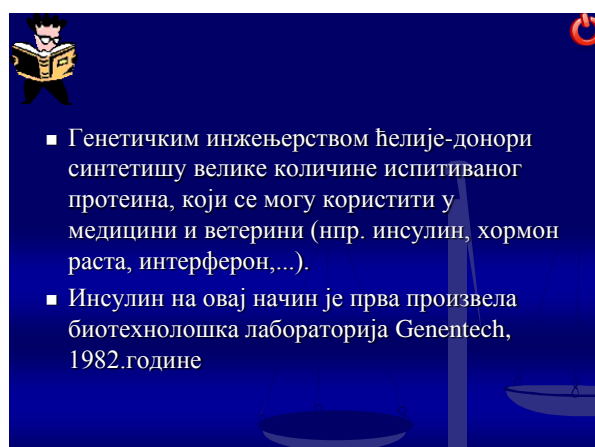 Генетичким инжењерством ћелије-донори
синтетишу велике количине испитиваног
протеина, који се могу користити у
медицини и ветерини (нпр. инсулин, хормон
раста, интерферон,...).
Инсулин на овај начин је прва произвела
биотехнолошка лабораторија Genentech,
1982.године